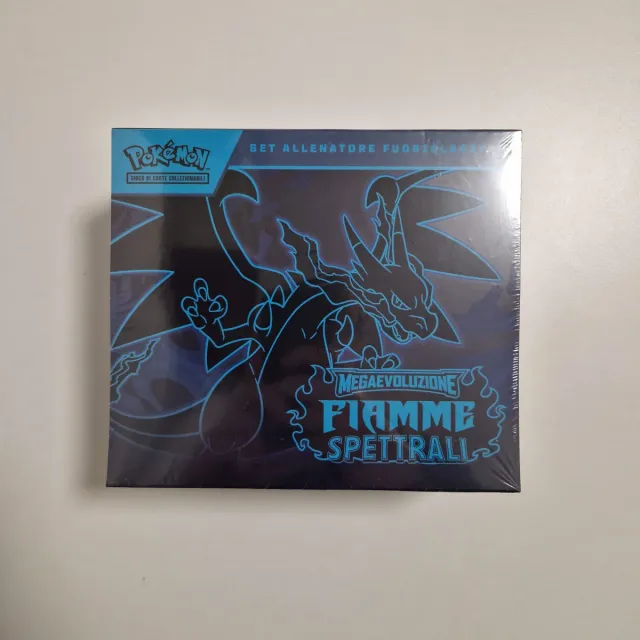 SET ALLENATORE
POKéMON
GIOCO DI CARTE COLLEZIONABILI
MEGAEVOLUZIONE
FIAMME
SPETTRALI